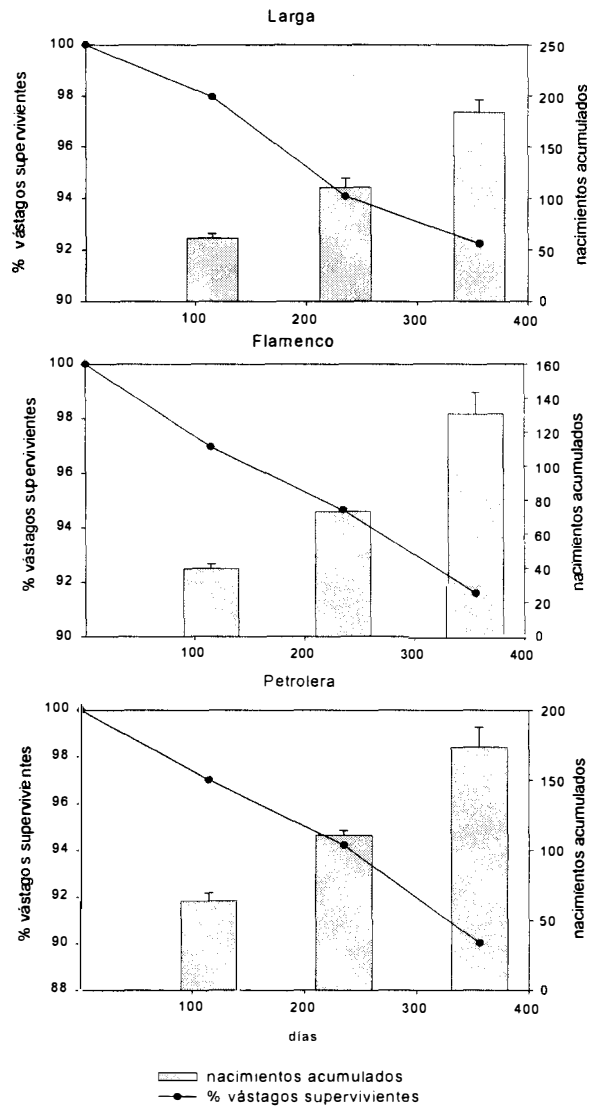 Larga
100
98
96
94
92
90
% vástagos supervivientes
250
200
150
100
50
0
nacimientos acumulados
100 200 300 400
Flamenco
100
98
96
94
92
90
% vástagos supervivientes
160
140
120
100
80
60
40
20
0
nacimientos acumulados
100 200 300 400
Petrolera
100
98
96
94
92
90
88
% vástagos supervivientes
200
150
100
50
0
nacimientos acumulados
100 200 300 400
días
nacimientos acumulados
% vástagos supervivientes